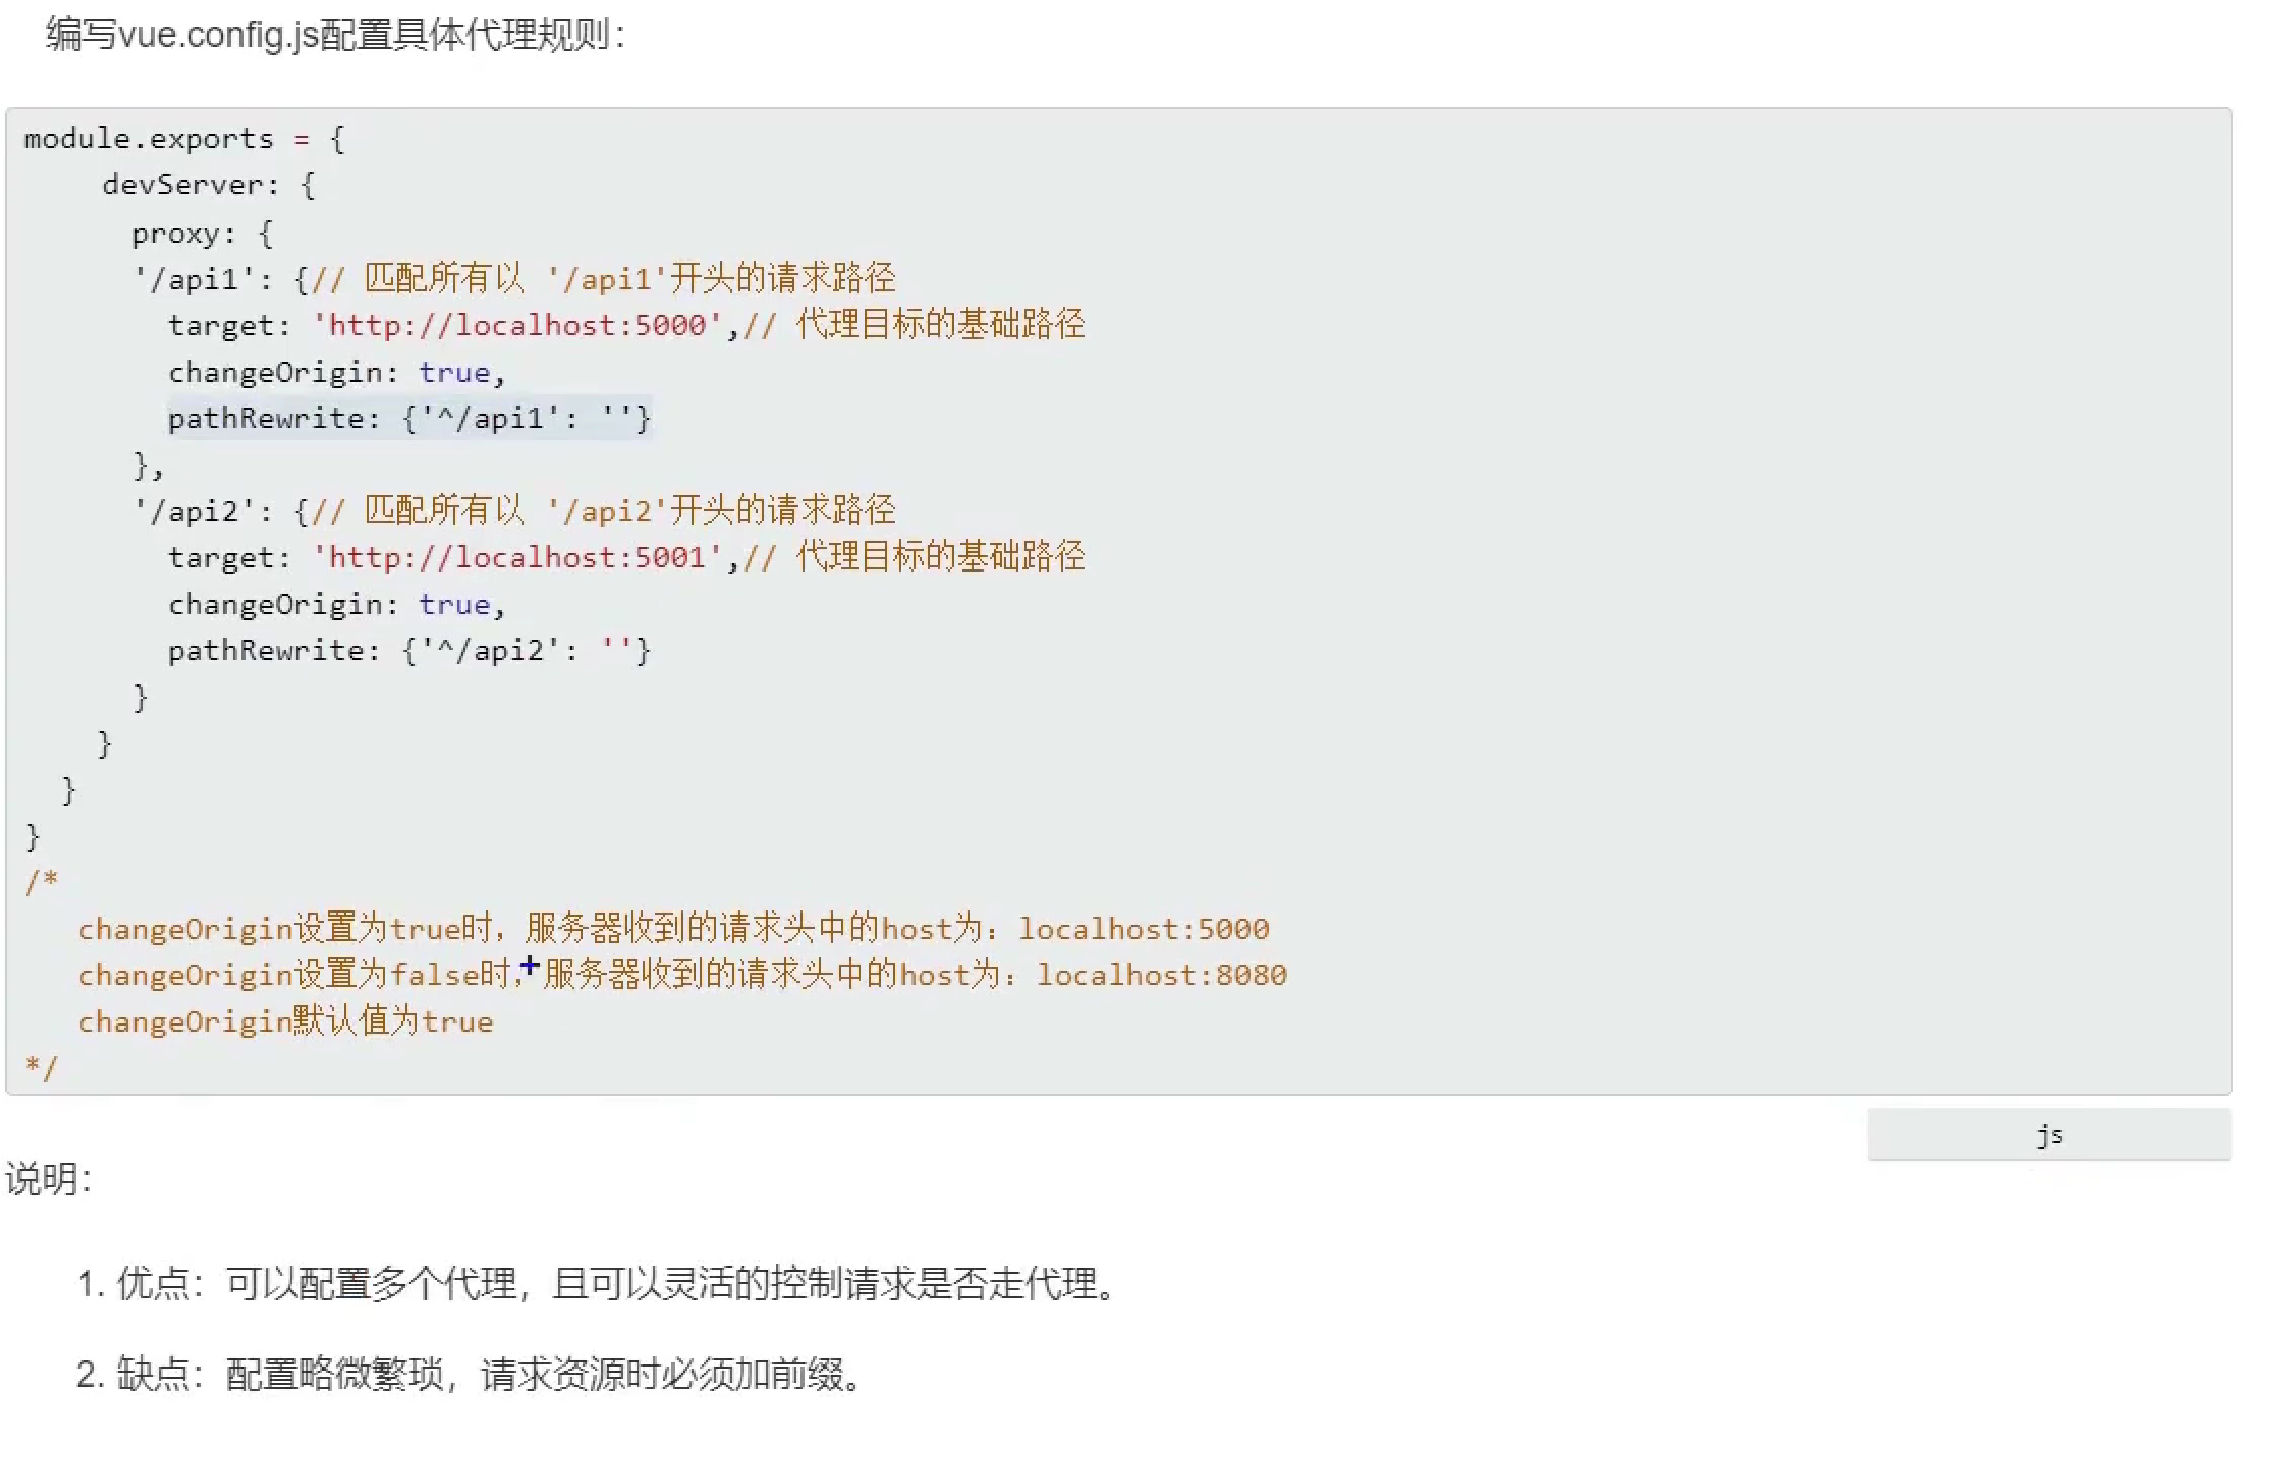 编写vue.config.js配置具体代理规则：
module.exports = {
devServer: {
proxy: {
'/api1': {// 匹配所有以 '/api1'开头的请求路径
target: 'http://localhost:5000',// 代理目标的基础路径
changeOrigin: true,
pathRewrite: {'^/api1': ''}
},
'/api2': {// 匹配所有以 '/api2'开头的请求路径
target: 'http://localhost:5001',// 代理目标的基础路径
changeOrigin: true,
pathRewrite: {'^/api2': ''}
}
}
}
}
/*
changeOrigin设置为true时，服务器收到的请求头中的host为：localhost:5000
changeOrigin设置为false时，服务器收到的请求头中的host为：localhost:8080
changeOrigin默认值为true
*/
js
说明：
1. 优点：可以配置多个代理，且可以灵活的控制请求是否走代理。
2. 缺点：配置略微繁琐，请求资源时必须加前缀。